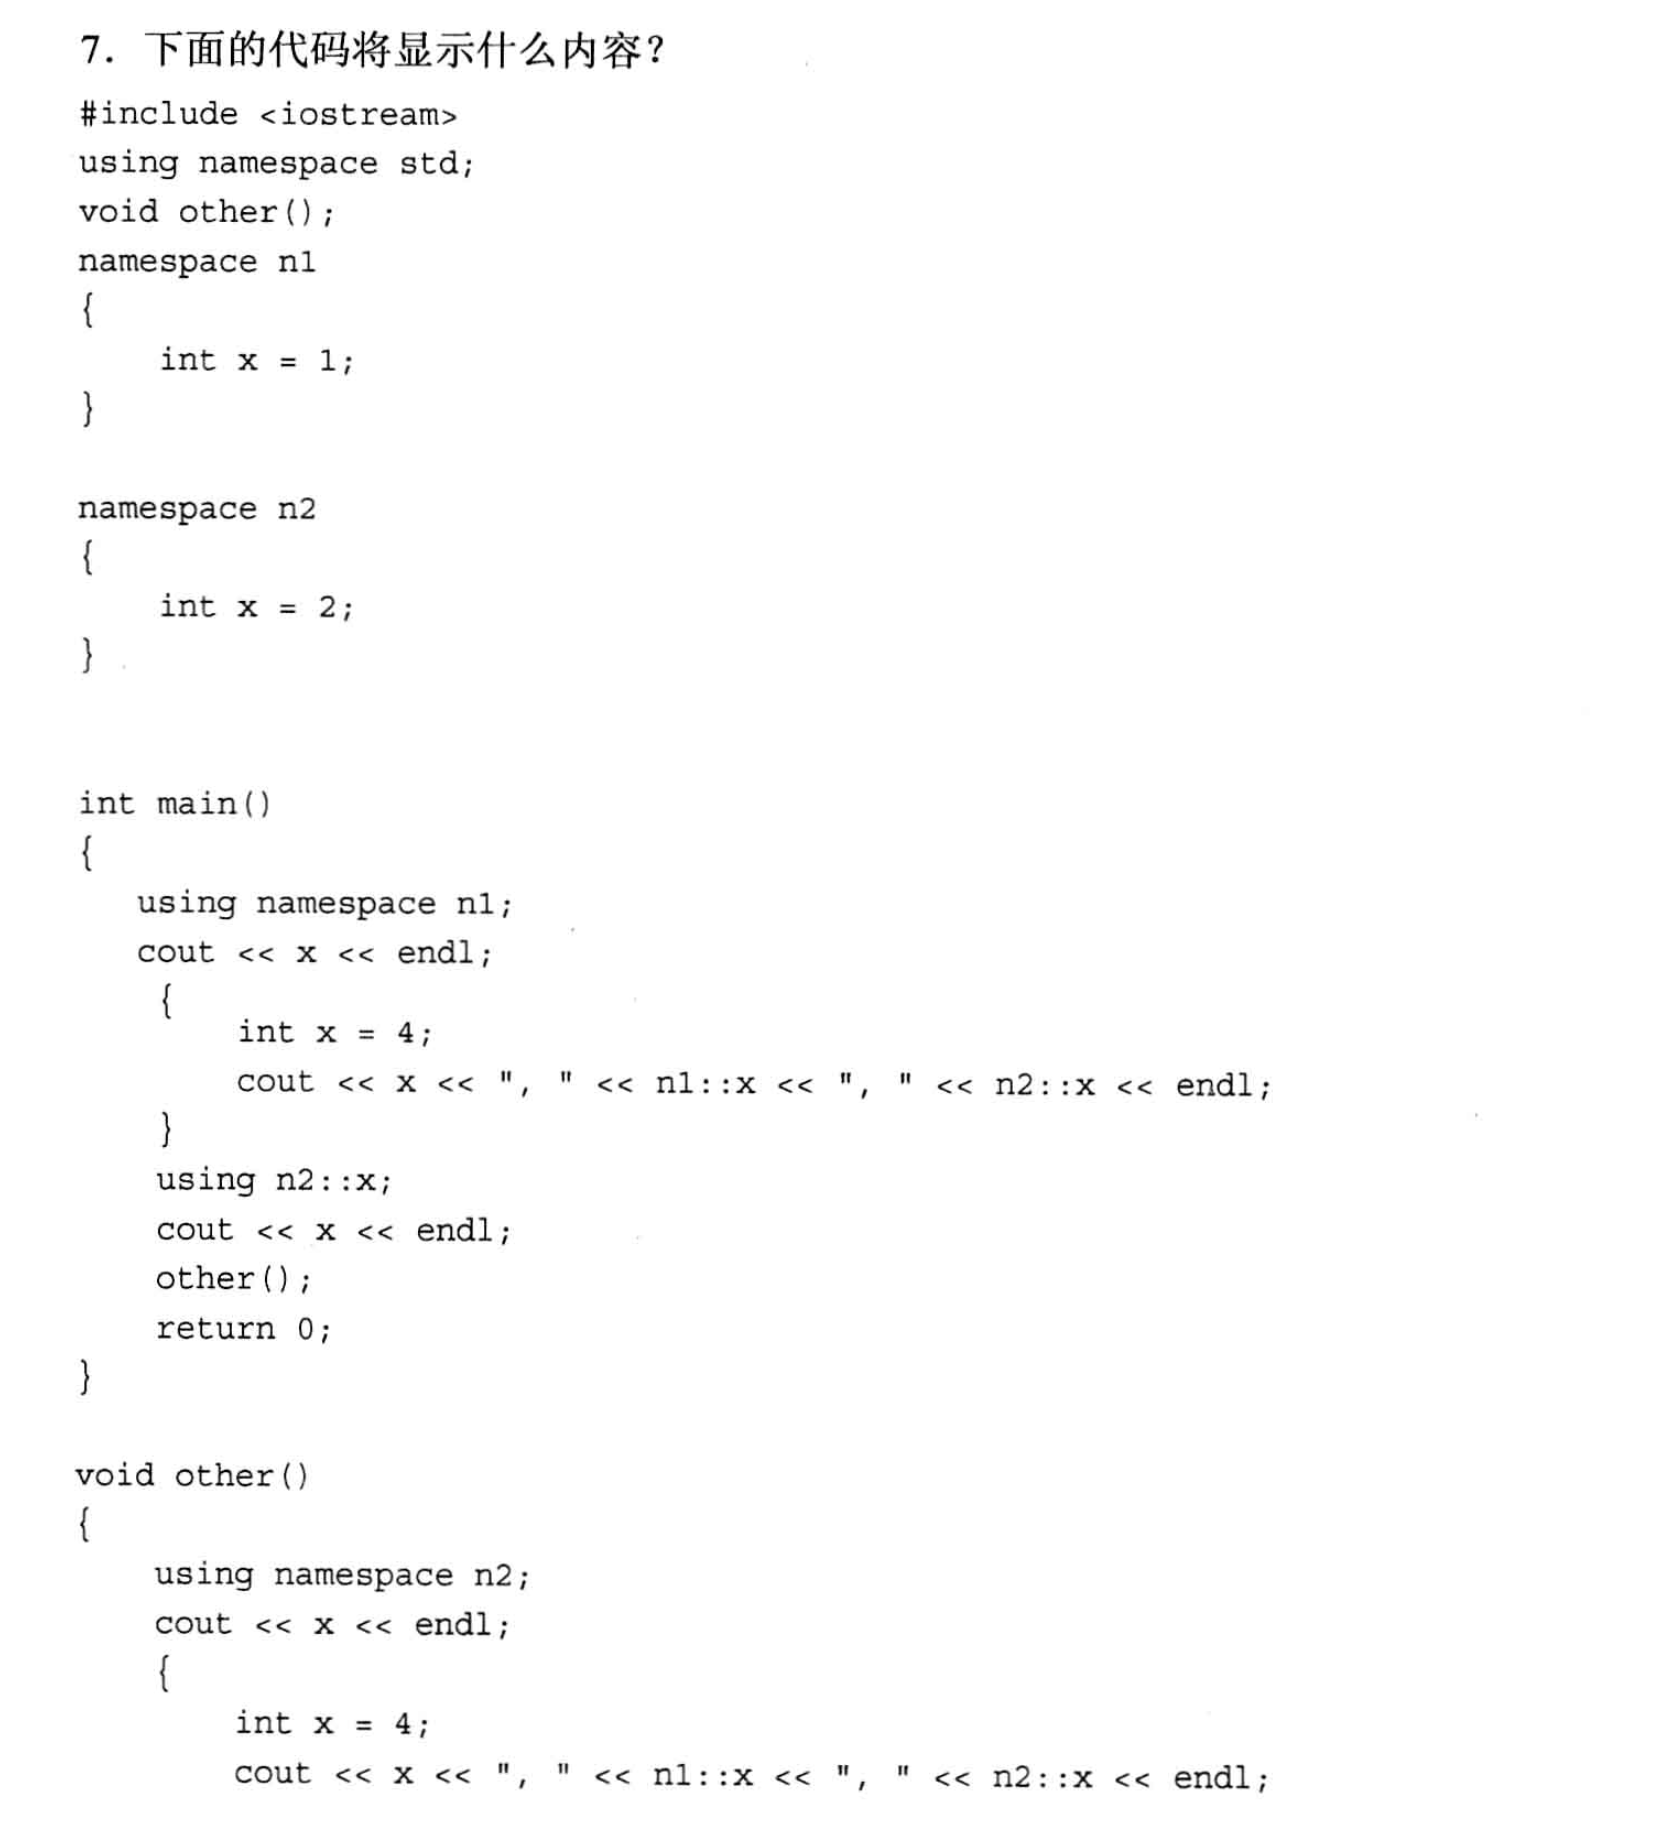 7. 下面的代码将显示什么内容?
#include <iostream>
using namespace std;
void other();
namespace n1
{
    int x = 1;
}
namespace n2
{
    int x = 2;
}
int main()
{
   using namespace n1;
   cout << x << endl;
    {
        int x = 4;
        cout << x << ", " << n1::x << ", " << n2::x << endl;
    }
    using n2::x;
    cout << x << endl;
    other();
    return 0;
}
void other()
{
    using namespace n2;
    cout << x << endl;
    {
        int x = 4;
        cout << x << ", " << n1::x << ", " << n2::x << endl;